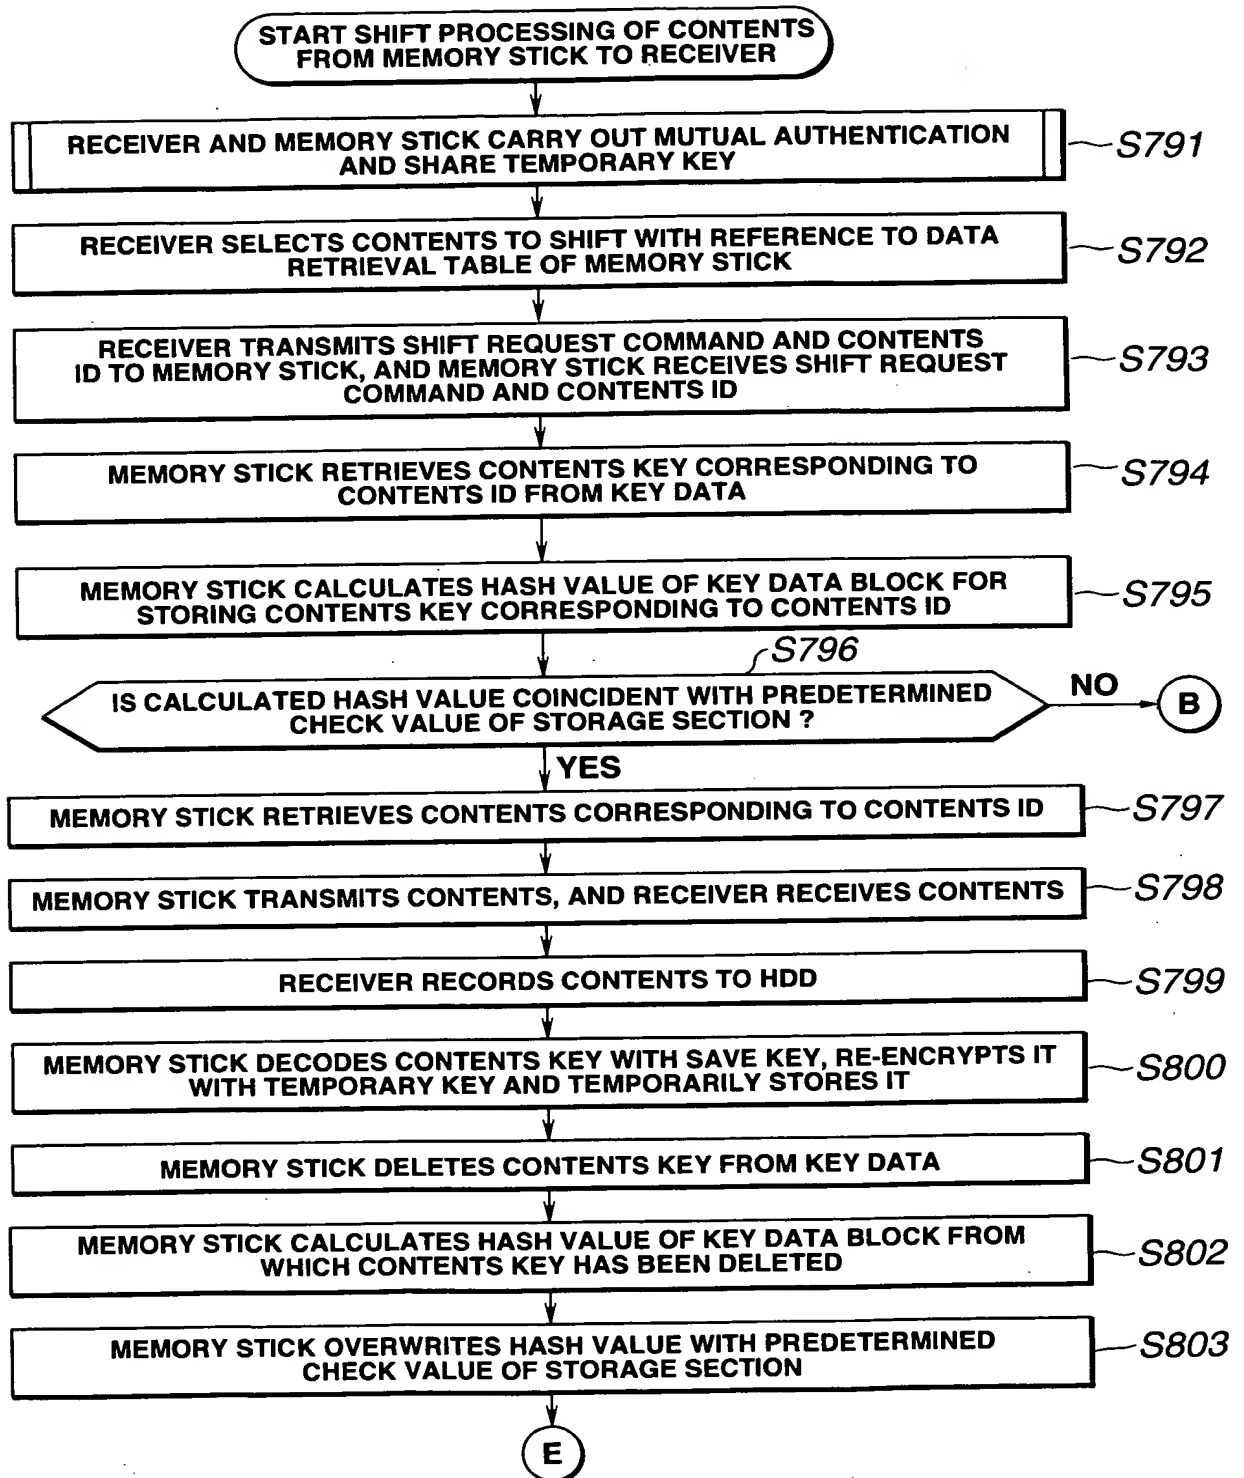 START SHIFT PROCESSING OF CONTENTS
FROM MEMORY STICK TO RECEIVER
RECEIVER AND MEMORY STICK CARRY OUT MUTUAL AUTHENTICATION
AND SHARE TEMPORARY KEY
S791
RECEIVER SELECTS CONTENTS TO SHIFT WITH REFERENCE TO DATA
RETRIEVAL TABLE OF MEMORY STICK
S792
RECEIVER TRANSMITS SHIFT REQUEST COMMAND AND CONTENTS
ID TO MEMORY STICK, AND MEMORY STICK RECEIVES SHIFT REQUEST
COMMAND AND CONTENTS ID
S793
MEMORY STICK RETRIEVES CONTENTS KEY CORRESPONDING TO
CONTENTS ID FROM KEY DATA
S794
MEMORY STICK CALCULATES HASH VALUE OF KEY DATA BLOCK FOR
STORING CONTENTS KEY CORRESPONDING TO CONTENTS ID
S795
S796
IS CALCULATED HASH VALUE COINCIDENT WITH PREDETERMINED
CHECK VALUE OF STORAGE SECTION ?
NO
B
YES
MEMORY STICK RETRIEVES CONTENTS CORRESPONDING TO CONTENTS ID
S797
MEMORY STICK TRANSMITS CONTENTS, AND RECEIVER RECEIVES CONTENTS
S798
RECEIVER RECORDS CONTENTS TO HDD
S799
MEMORY STICK DECODES CONTENTS KEY WITH SAVE KEY, RE-ENCRYPTS IT
WITH TEMPORARY KEY AND TEMPORARILY STORES IT
S800
MEMORY STICK DELETES CONTENTS KEY FROM KEY DATA
S801
MEMORY STICK CALCULATES HASH VALUE OF KEY DATA BLOCK FROM
WHICH CONTENTS KEY HAS BEEN DELETED
S802
MEMORY STICK OVERWRITES HASH VALUE WITH PREDETERMINED
CHECK VALUE OF STORAGE SECTION
S803
E